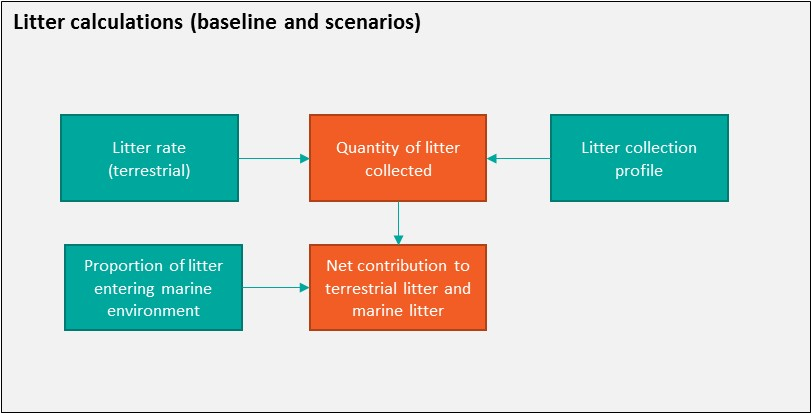 Litter calculations (baseline and scenarios)
Litter rate
(terrestrial)
Quantity of litter
collected
Litter collection
profile
Proportion of litter
entering marine
environment
Net contribution to
terrestrial litter and
marine litter